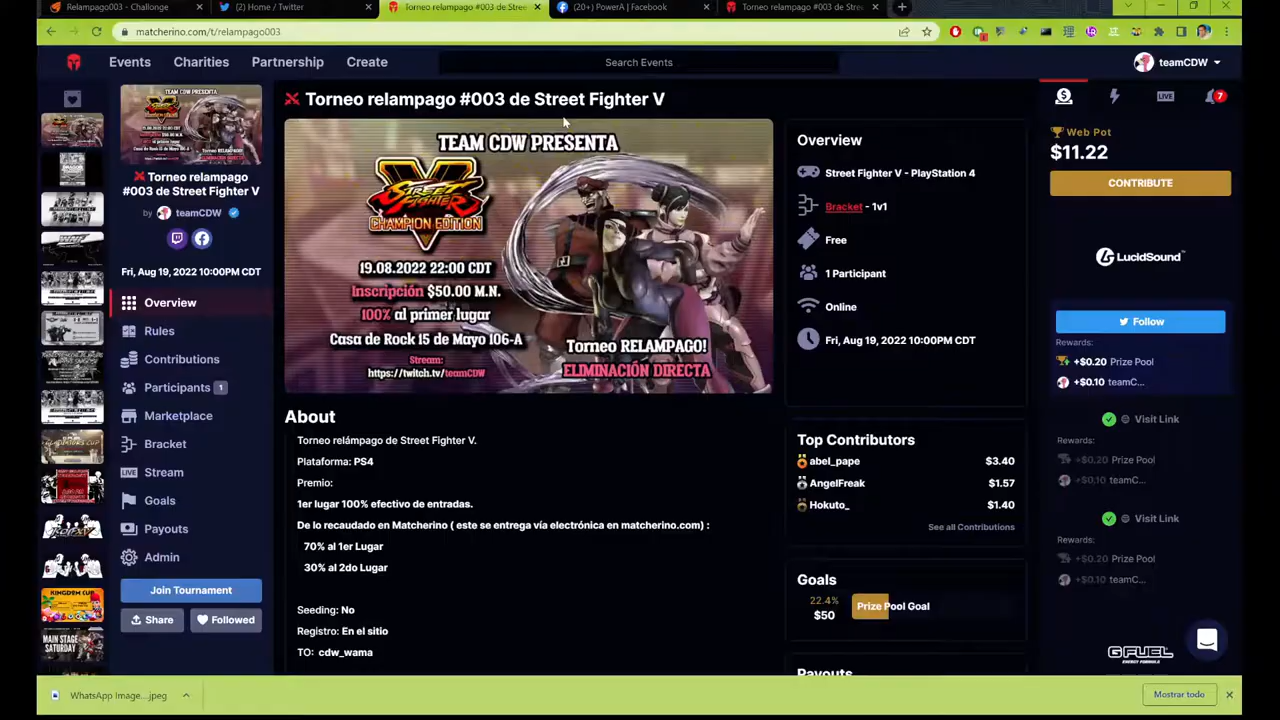 Relampago003 - Challonge
(2) Home / Twitter
Torneo relampago #003 de Stree
(20+) PowerA | Facebook
Torneo relampago #003 de Stree
matcherino.com/t/relampago003
Events
Charities
Partnership
Create
Search Events
teamCDW
Torneo relampago
#003 de Street Fighter V
by teamCDW
Fri, Aug 19, 2022 10:00PM CDT
Overview
Rules
Contributions
Participants 1
Marketplace
Bracket
LIVE Stream
Goals
Payouts
Admin
Join Tournament
Share
Followed
KINGDOM CUP
MAIN STAGE
SATURDAY
Torneo relampago #003 de Street Fighter V
TEAM CDW PRESENTA
STREET
FIGHTER
CHAMPION EDITION
19.08.2022 22:00 CDT
Inscripción $50.00 M.N.
100% al primer lugar
Casa de Rock 15 de Mayo 106-A
Stream:
https://twitch.tv/teamCDW
Torneo RELAMPAGO!
ELIMINACIÓN DIRECTA
About
Torneo relámpago de Street Fighter V.
Plataforma: PS4
Premio:
1er lugar 100% efectivo de entradas.
De lo recaudado en Matcherino ( este se entrega vía electrónica en matcherino.com) :
70% al 1er Lugar
30% al 2do Lugar
Seeding: No
Registro: En el sitio
TO: cdw_wama
Overview
Street Fighter V - PlayStation 4
Bracket - 1v1
Free
1 Participant
Online
Fri, Aug 19, 2022 10:00PM CDT
Top Contributors
abel_pape $3.40
AngelFreak $1.57
Hokuto_ $1.40
See all Contributions
Goals
22.4%
$50
Prize Pool Goal
Payouts
LIVE
7
Web Pot
$11.22
CONTRIBUTE
LucidSound
Follow
Rewards:
+$0.20 Prize Pool
+$0.10 teamC...
Visit Link
Rewards:
+$0.20 Prize Pool
+$0.10 teamC...
Visit Link
Rewards:
+$0.20 Prize Pool
+$0.10 teamC...
G FUEL
ENERGY FORMULA
WhatsApp Image....jpeg
Mostrar todo